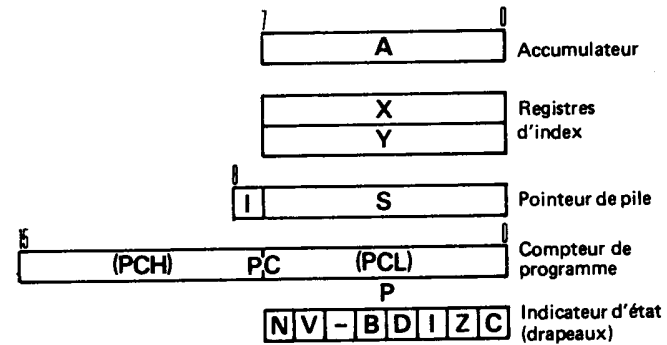 7 0
A Accumulateur
X Registres
Y d'index
8
I S Pointeur de pile
15 0
(PCH) PC (PCL) Compteur de
programme
P
N V – B D I Z C Indicateur d'état
(drapeaux)